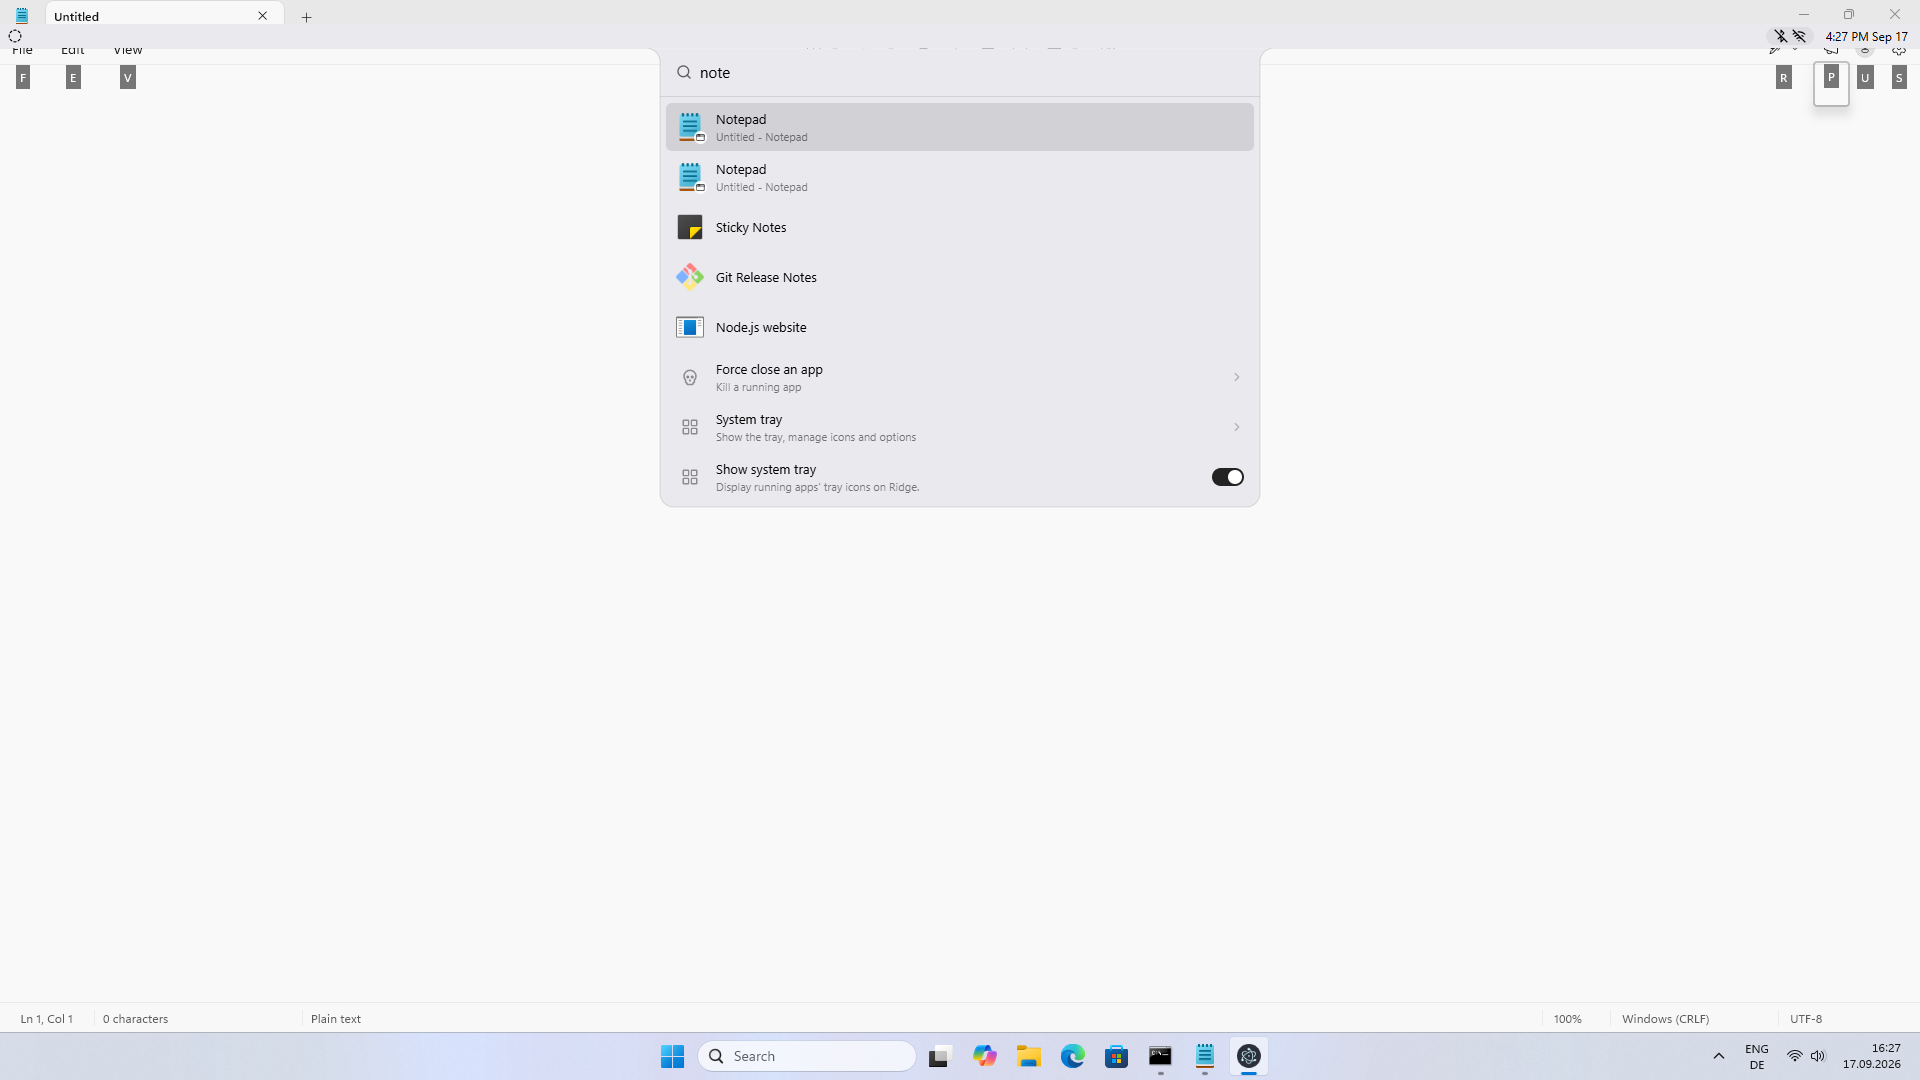 Untitled
4:27 PM Sep 17
File Edit View
F E V
R P U S
note
Notepad
Untitled - Notepad
Notepad
Untitled - Notepad
Sticky Notes
Git Release Notes
Node.js website
Force close an app
Kill a running app
System tray
Show the tray, manage icons and options
Show system tray
Display running apps' tray icons on Ridge.
Ln 1, Col 1
0 characters
Plain text
100%
Windows (CRLF)
UTF-8
Search
ENG
DE
16:27
17.09.2026